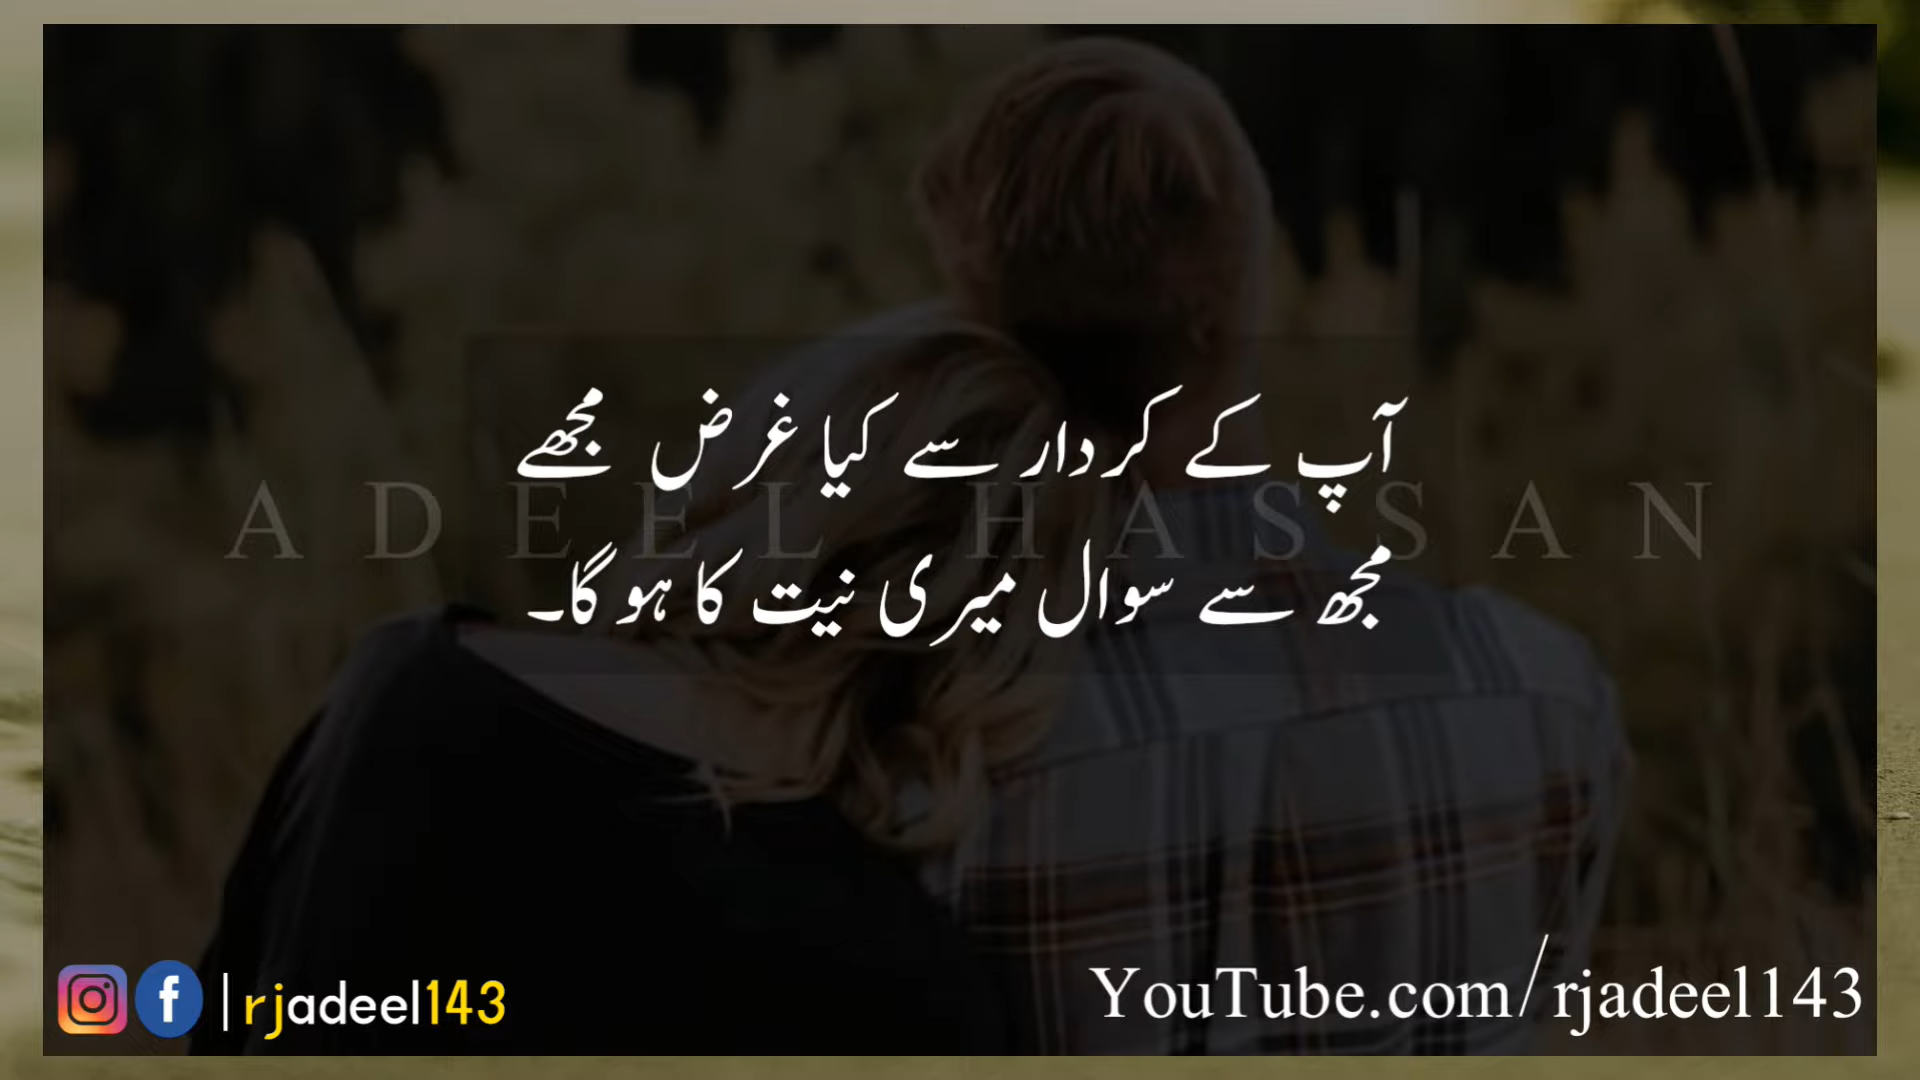 آپ کے کردار سے کیا غرض مجھے
ADEEL HASSAN
مجھ سے سوال میری نیت کا ہو گا۔
|rjadeel143
YouTube.com/rjadeel143